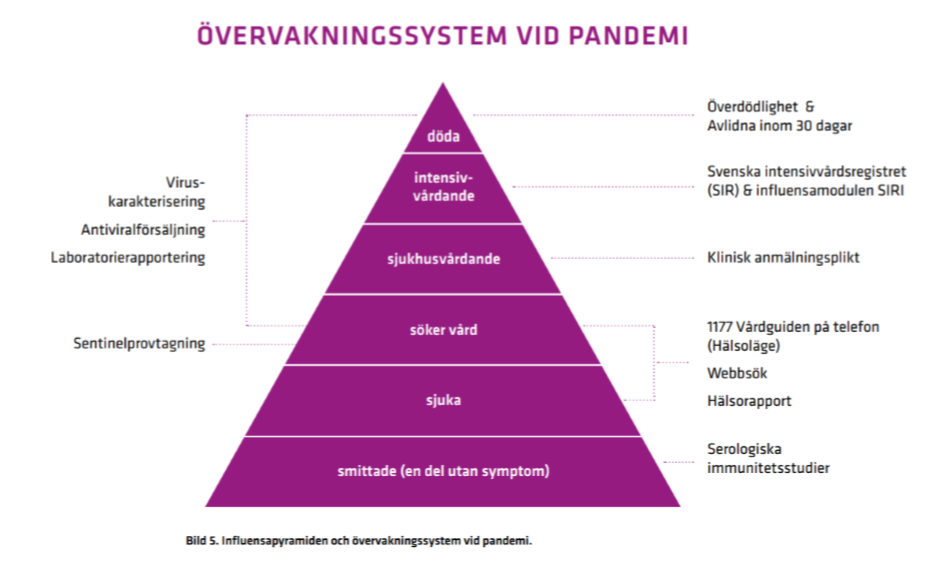 ÖVERVAKNINGSSYSTEM VID PANDEMI
döda
intensiv-
vårdande
sjukhusvårdande
söker vård
sjuka
smittade (en del utan symptom)
Virus-
karakterisering
Antiviralförsäljning
Laboratorierapportering
Sentinelprovtagning
Överdödlighet &
Avlidna inom 30 dagar
Svenska intensivvårdsregistret
(SIR) & influensamodulen SIRI
Klinisk anmälningsplikt
1177 Vårdguiden på telefon
(Hälsoläge)
Webbsök
Hälsorapport
Serologiska
immunitetsstudier
Bild 5. Influensapyramiden och övervakningssystem vid pandemi.